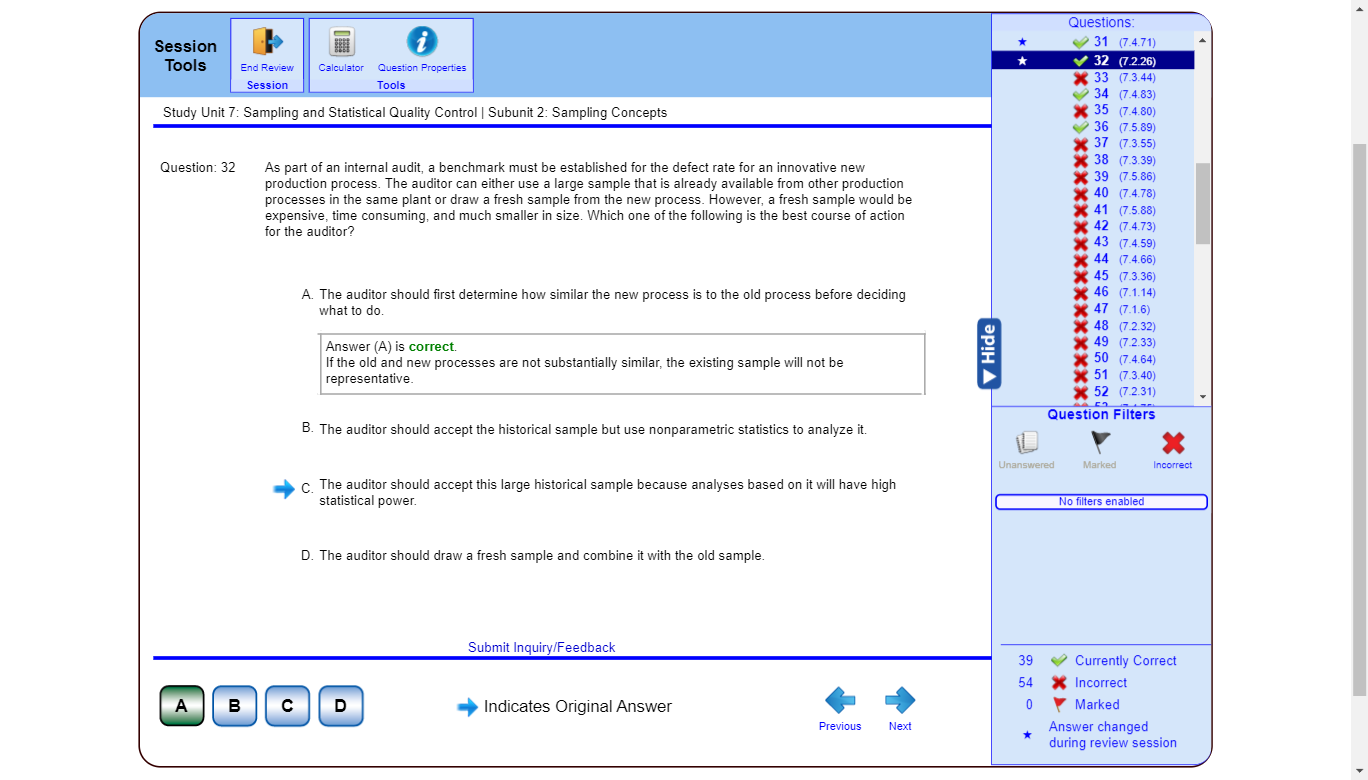 Session
Tools
End Review
Session
Calculator
Question Properties
Tools
Study Unit 7: Sampling and Statistical Quality Control | Subunit 2: Sampling Concepts
Question: 32
As part of an internal audit, a benchmark must be established for the defect rate for an innovative new
production process. The auditor can either use a large sample that is already available from other production
processes in the same plant or draw a fresh sample from the new process. However, a fresh sample would be
expensive, time consuming, and much smaller in size. Which one of the following is the best course of action
for the auditor?
A. The auditor should first determine how similar the new process is to the old process before deciding
what to do.
Answer (A) is correct.
If the old and new processes are not substantially similar, the existing sample will not be
representative.
B. The auditor should accept the historical sample but use nonparametric statistics to analyze it.
C. The auditor should accept this large historical sample because analyses based on it will have high
statistical power.
D. The auditor should draw a fresh sample and combine it with the old sample.
Submit Inquiry/Feedback
A B C D
Indicates Original Answer
Previous
Next
Questions:
31 (7.4.71)
32 (7.2.26)
33 (7.3.44)
34 (7.4.83)
35 (7.4.80)
36 (7.5.89)
37 (7.3.55)
38 (7.3.39)
39 (7.5.86)
40 (7.4.78)
41 (7.5.88)
42 (7.4.73)
43 (7.4.59)
44 (7.4.66)
45 (7.3.36)
46 (7.1.14)
47 (7.1.6)
48 (7.2.32)
49 (7.2.33)
50 (7.4.64)
51 (7.3.40)
52 (7.2.31)
Hide
Question Filters
Unanswered
Marked
Incorrect
No filters enabled
39 Currently Correct
54 Incorrect
0 Marked
Answer changed
during review session